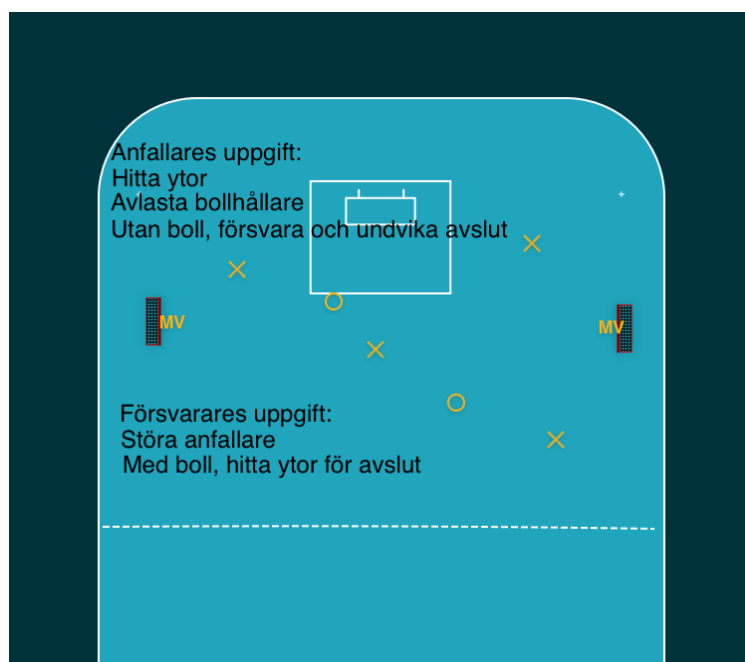 Anfallares uppgift:
Hitta ytor
Avlasta bollhållare
Utan boll, försvara och undvika avslut
MV
MV
Försvarares uppgift:
Störa anfallare
Med boll, hitta ytor för avslut